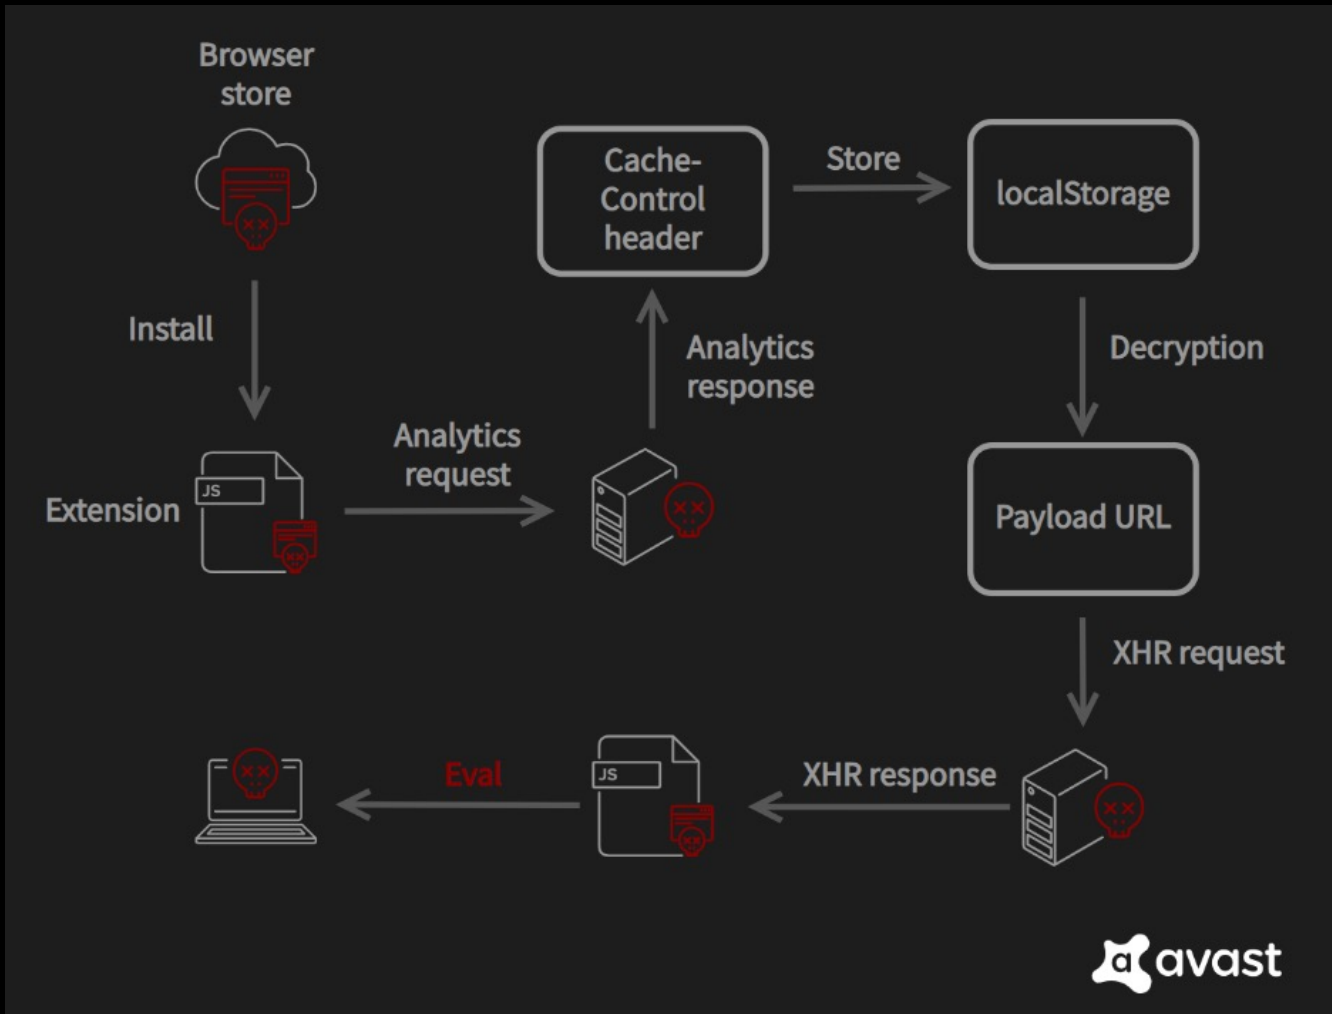 Browser
store
Install
Extension
JS
Analytics
request
Analytics
response
Cache-
Control
header
Store
localStorage
Decryption
Payload URL
XHR request
XHR response
JS
Eval
a avast